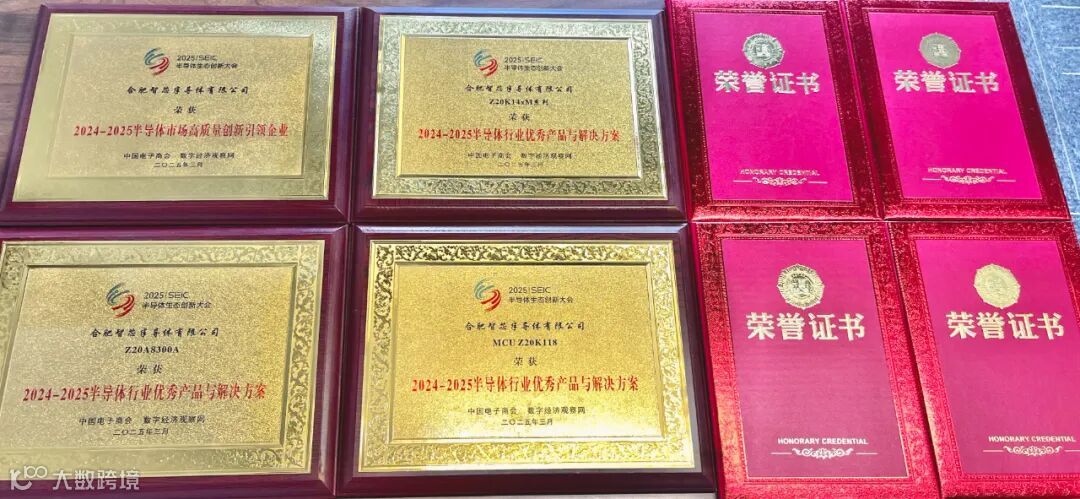 2025|SEIC
半导体生态创新大会
合肥智芯半导体有限公司
荣获
2024-2025半导体市场高质量创新引领企业
中国电子商会 数字经济观察网
二〇二五年三月
2025|SEIC
半导体生态创新大会
合肥智芯半导体有限公司
Z20K14xM系列
荣获
2024-2025半导体行业优秀产品与解决方案
中国电子商会 数字经济观察网
二〇二五年三月
荣誉证书
HONORARY CREDENTIAL
荣誉证书
HONORARY CREDENTIAL
2025|SEIC
半导体生态创新大会
合肥智芯半导体有限公司
Z20A8300A
荣获
2024-2025半导体行业优秀产品与解决方案
中国电子商会 数字经济观察网
二〇二五年三月
2025|SEIC
半导体生态创新大会
合肥智芯半导体有限公司
MCU Z20K118
荣获
2024-2025半导体行业优秀产品与解决方案
中国电子商会 数字经济观察网
二〇二五年三月
荣誉证书
HONORARY CREDENTIAL
荣誉证书
HONORARY CREDENTIAL
大数跨境